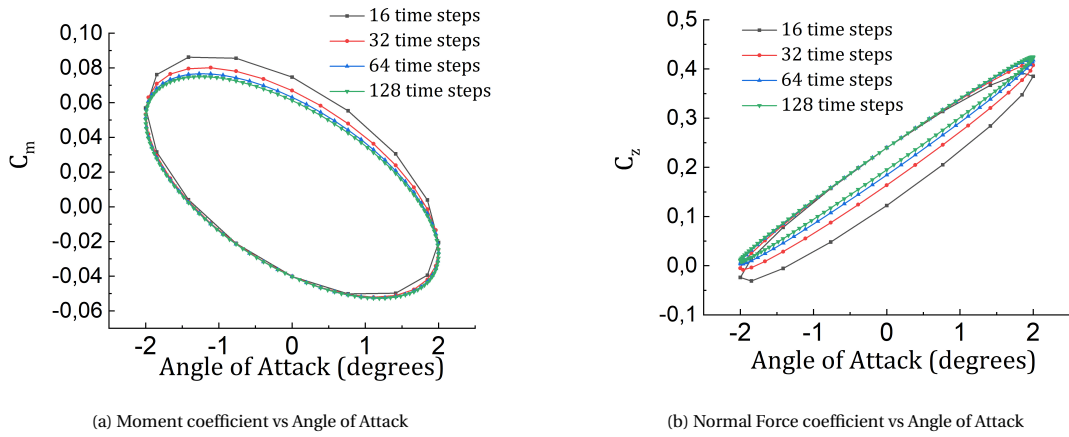 16 time steps
32 time steps
64 time steps
128 time steps
0,10
0,08
0,06
0,04
0,02
0,00
-0,02
-0,04
-0,06
C_m
-2 -1 0 1 2
Angle of Attack (degrees)
(a) Moment coefficient vs Angle of Attack
16 time steps
32 time steps
64 time steps
128 time steps
0,5
0,4
0,3
0,2
0,1
0,0
-0,1
C_z
-2 -1 0 1 2
Angle of Attack (degrees)
(b) Normal Force coefficient vs Angle of Attack